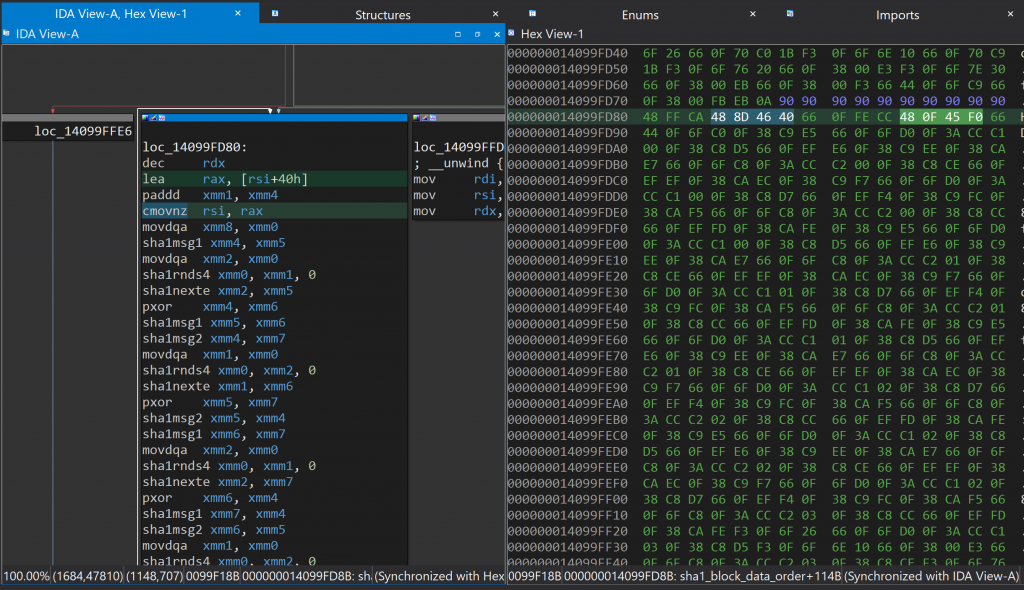 IDA View-A, Hex View-1 × Structures × Enums × Imports ×
IDA View-A
loc_14099FFE6
loc_14099FD80:
dec rdx
lea rax, [rsi+40h]
paddd xmm1, xmm4
cmovnz rsi, rax
movdqa xmm8, xmm0
sha1msg1 xmm4, xmm5
movdqa xmm2, xmm0
sha1rnds4 xmm0, xmm1, 0
sha1nexte xmm2, xmm5
pxor xmm4, xmm6
sha1msg1 xmm5, xmm6
sha1msg2 xmm4, xmm7
movdqa xmm1, xmm0
sha1rnds4 xmm0, xmm2, 0
sha1nexte xmm1, xmm6
pxor xmm5, xmm7
sha1msg2 xmm5, xmm4
sha1msg1 xmm6, xmm7
movdqa xmm2, xmm0
sha1rnds4 xmm0, xmm1, 0
sha1nexte xmm2, xmm7
pxor xmm6, xmm4
sha1msg1 xmm7, xmm4
sha1msg2 xmm6, xmm5
movdqa xmm1, xmm0
sha1rnds4 xmm0, xmm2, 0
loc_14099FFD
; __unwind {
mov rdi,
mov rsi,
mov rdx,
100.00% (1684,47810) (1148,707) 0099F18B 000000014099FD8B: sh (Synchronized with Hex
Hex View-1
000000014099FD40 6F 26 66 0F 70 C0 1B F3 0F 6F 6E 10 66 0F 70 C9
000000014099FD50 1B F3 0F 6F 76 20 66 0F 38 00 E3 F3 0F 6F 7E 30
000000014099FD60 66 0F 38 00 EB 66 0F 38 00 F3 66 44 0F 6F C9 66
000000014099FD70 0F 38 00 FB EB 0A 90 90 90 90 90 90 90 90 90 90
000000014099FD80 48 FF CA 48 8D 46 40 66 0F FE CC 48 0F 45 F0 66
000000014099FD90 44 0F 6F C0 0F 38 C9 E5 66 0F 6F D0 0F 3A CC C1
000000014099FDA0 00 0F 38 C8 D5 66 0F EF E6 0F 38 C9 EE 0F 38 CA
000000014099FDB0 E7 66 0F 6F C8 0F 3A CC C2 00 0F 38 C8 CE 66 0F
000000014099FDC0 EF EF 0F 38 CA EC 0F 38 C9 F7 66 0F 6F D0 0F 3A
000000014099FDD0 CC C1 00 0F 38 C8 D7 66 0F EF F4 0F 38 C9 FC 0F
000000014099FDE0 38 CA F5 66 0F 6F C8 0F 3A CC C2 00 0F 38 C8 CC
000000014099FDF0 66 0F EF FD 0F 38 CA FE 0F 38 C9 E5 66 0F 6F D0
000000014099FE00 0F 3A CC C1 00 0F 38 C8 D5 66 0F EF E6 0F 38 C9
000000014099FE10 EE 0F 38 CA E7 66 0F 6F C8 0F 3A CC C2 01 0F 38
000000014099FE20 C8 CE 66 0F EF EF 0F 38 CA EC 0F 38 C9 F7 66 0F
000000014099FE30 6F D0 0F 3A CC C1 01 0F 38 C8 D7 66 0F EF F4 0F
000000014099FE40 38 C9 FC 0F 38 CA F5 66 0F 6F C8 0F 3A CC C2 01
000000014099FE50 0F 38 C8 CC 66 0F EF FD 0F 38 CA FE 0F 38 C9 E5
000000014099FE60 66 0F 6F D0 0F 3A CC C1 01 0F 38 C8 D5 66 0F EF
000000014099FE70 E6 0F 38 C9 EE 0F 38 CA E7 66 0F 6F C8 0F 3A CC
000000014099FE80 C2 01 0F 38 C8 CE 66 0F EF EF 0F 38 CA EC 0F 38
000000014099FE90 C9 F7 66 0F 6F D0 0F 3A CC C1 02 0F 38 C8 D7 66
000000014099FEA0 0F EF F4 0F 38 C9 FC 0F 38 CA F5 66 0F 6F C8 0F
000000014099FEB0 3A CC C2 02 0F 38 C8 CC 66 0F EF FD 0F 38 CA FE
000000014099FEC0 0F 38 C9 E5 66 0F 6F D0 0F 3A CC C1 02 0F 38 C8
000000014099FED0 D5 66 0F EF E6 0F 38 C9 EE 0F 38 CA E7 66 0F 6F
000000014099FEE0 C8 0F 3A CC C2 02 0F 38 C8 CE 66 0F EF EF 0F 38
000000014099FEF0 CA EC 0F 38 C9 F7 66 0F 6F D0 0F 3A CC C1 02 0F
000000014099FF00 38 C8 D7 66 0F EF F4 0F 38 C9 FC 0F 38 CA F5 66
000000014099FF10 0F 6F C8 0F 3A CC C2 03 0F 38 C8 CC 66 0F EF FD
000000014099FF20 0F 38 CA FE F3 0F 6F 26 66 0F 6F D0 0F 3A CC C1
000000014099FF30 03 0F 38 C8 D5 F3 0F 6F 6E 10 66 0F 38 00 E3 66
000000014099FF40 0F 6F C8 0F 3A CC C2 03 0F 38 C8 CE F3 0F 6F 76
0099F18B 000000014099FD8B: sha1_block_data_order+114B (Synchronized with IDA View-A)